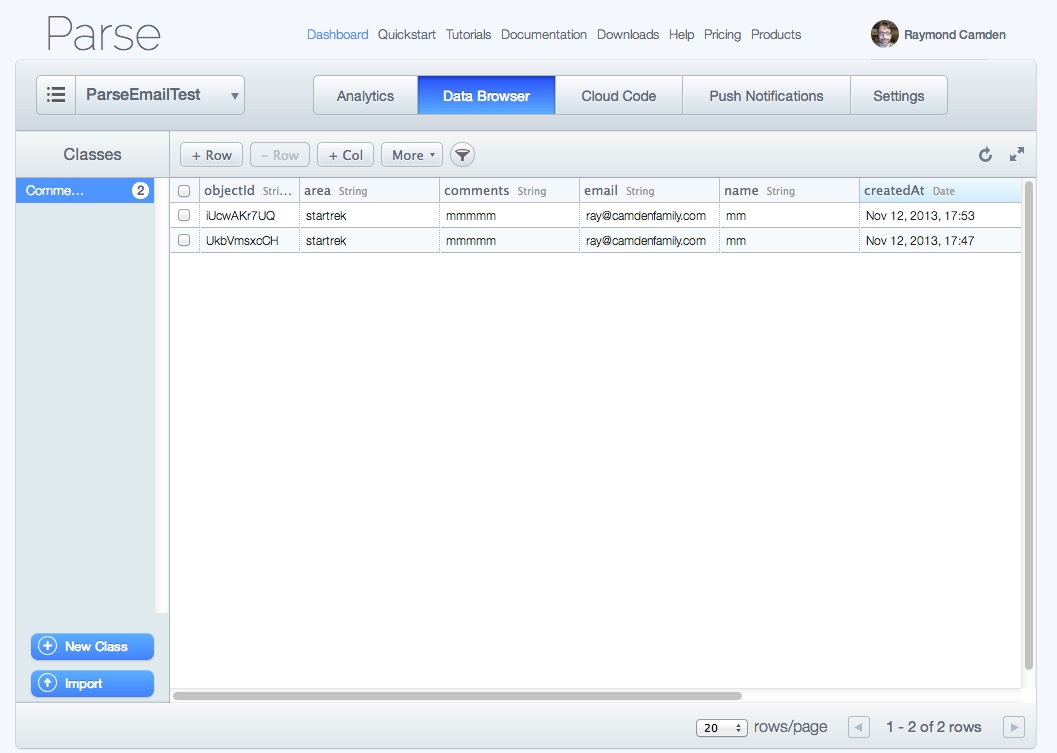 Parse
Dashboard Quickstart Tutorials Documentation Downloads Help Pricing Products Raymond Camden
ParseEmailTest Analytics Data Browser Cloud Code Push Notifications Settings
Classes + Row - Row + Col More
Comme... 2 objectId Stri... area String comments String email String name String createdAt Date
iUcwAKr7UQ startrek mmmmm ray@camdenfamily.com mm Nov 12, 2013, 17:53
UkbVmsxcCH startrek mmmmm ray@camdenfamily.com mm Nov 12, 2013, 17:47
New Class
Import
20 rows/page 1 - 2 of 2 rows